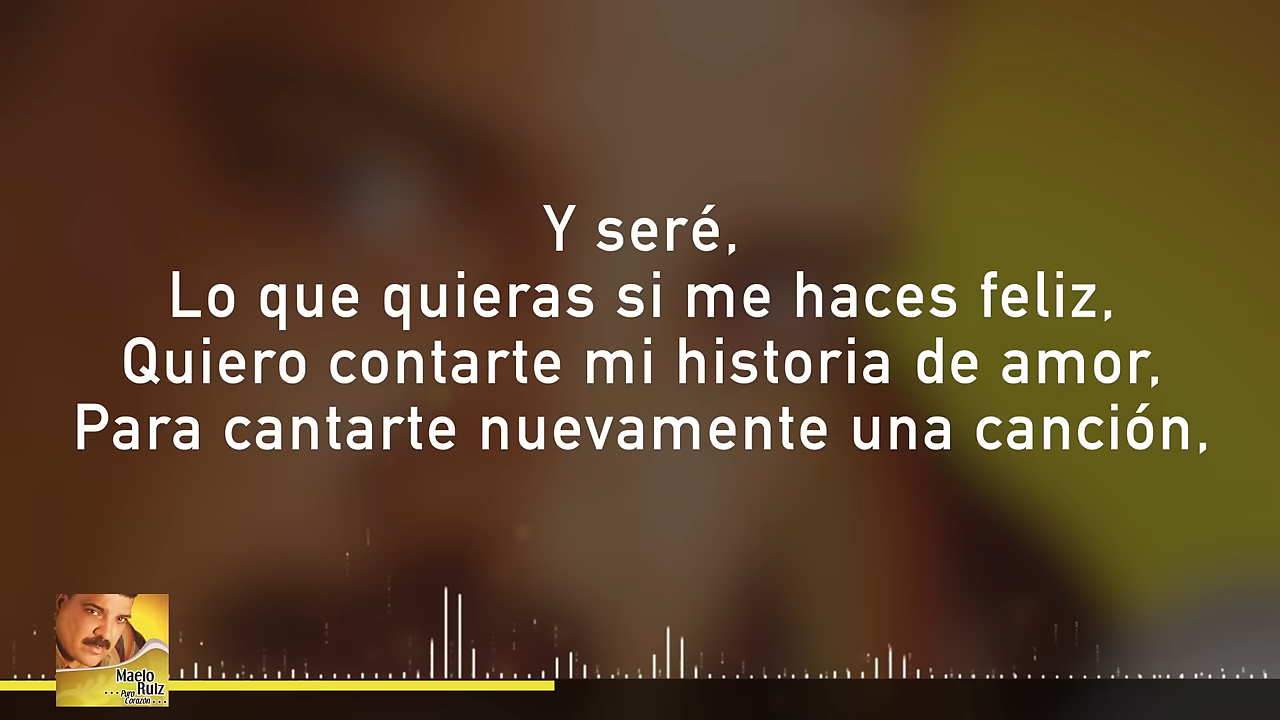 Y seré,
Lo que quieras si me haces feliz,
Quiero contarte mi historia de amor,
Para cantarte nuevamente una canción,
Maelo
Ruiz
...Puro
Corazón...